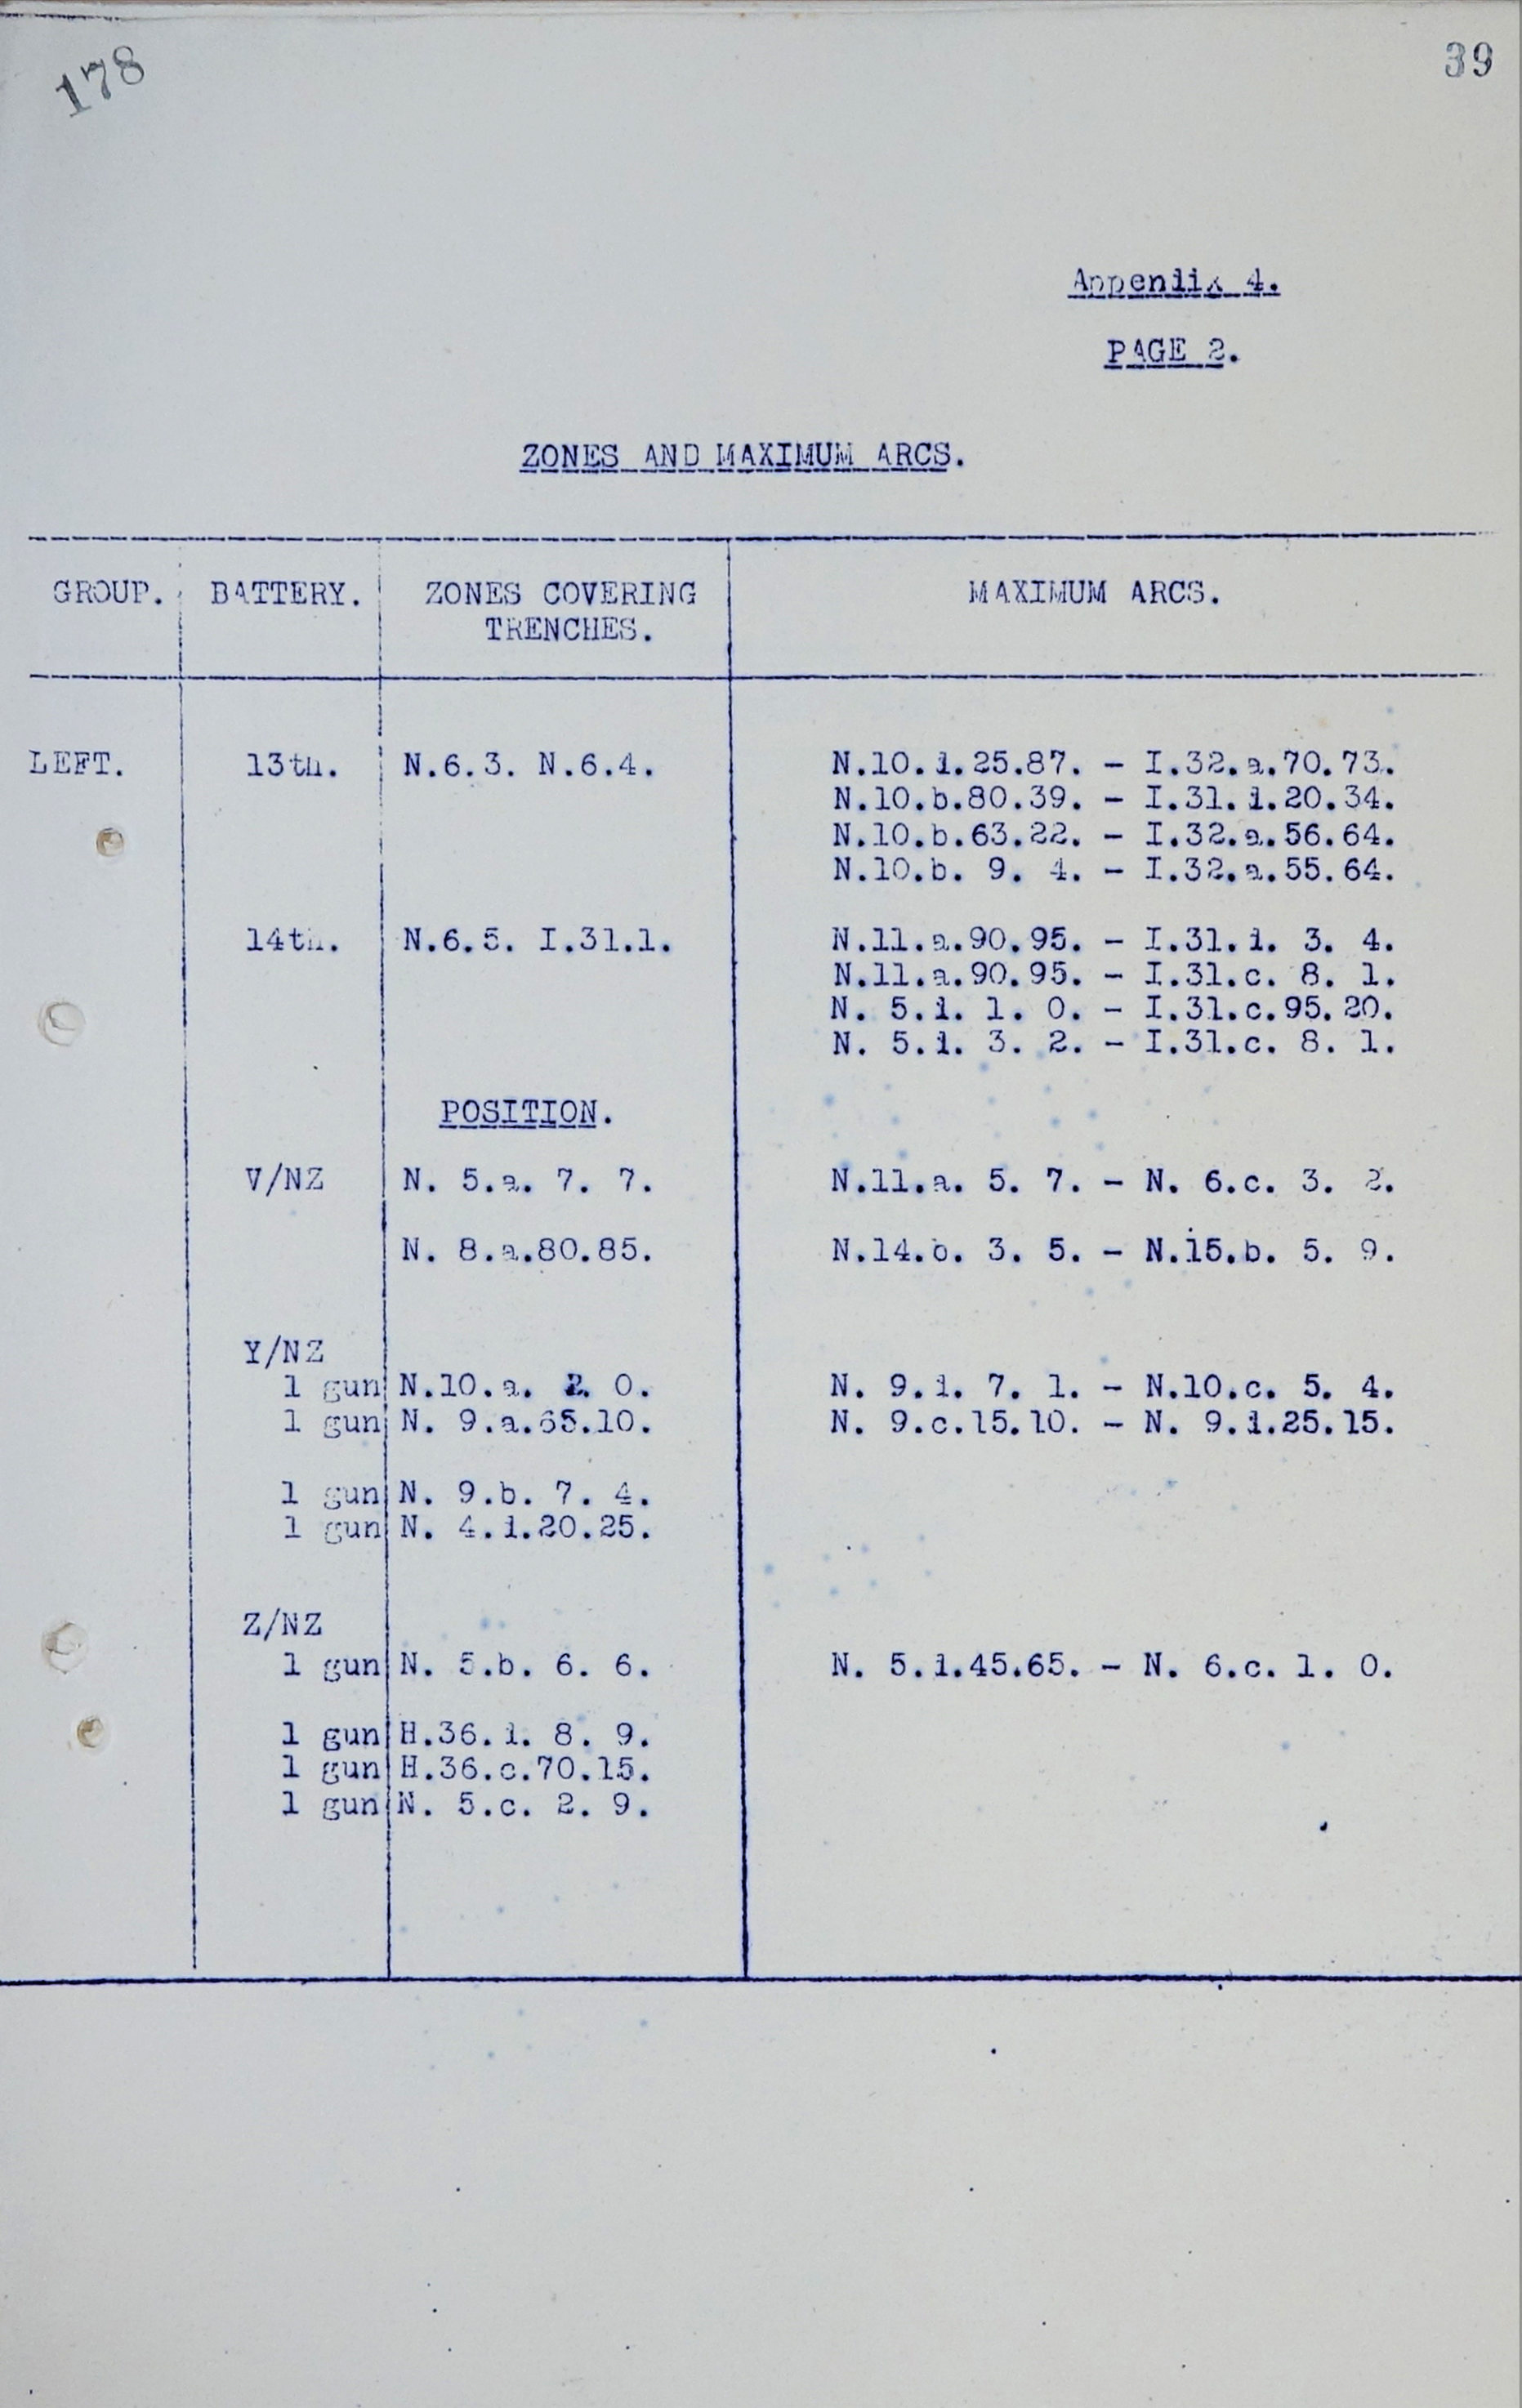 178
39
Appendix 4.
PAGE 2.
ZONES AND MAXIMUM ARCS.
GROUP. BATTERY. ZONES COVERING TRENCHES. MAXIMUM ARCS.
LEFT. 13th. N.6.3. N.6.4. N.10.d.25.87. - I.32.a.70.73.
N.10.b.80.39. - I.31.d.20.34.
N.10.b.63.22. - I.32.a.56.64.
N.10.b. 9. 4. - I.32.a.55.64.
14th. N.6.5. I.31.1. N.11.a.90.95. - I.31.d. 3. 4.
N.11.a.90.95. - I.31.c. 8. 1.
N. 5.d. 1. 0. - I.31.c.95.20.
N. 5.d. 3. 2. - I.31.c. 8. 1.
POSITION.
V/NZ N. 5.a. 7. 7. N.11.a. 5. 7. - N. 6.c. 3. 2.
N. 8.a.80.85. N.14.b. 3. 5. - N.15.b. 5. 9.
Y/NZ
1 gun N.10.a. 2. 0. N. 9.d. 7. 1. - N.10.c. 5. 4.
1 gun N. 9.a.65.10. N. 9.c.15.10. - N. 9.d.25.15.
1 gun N. 9.b. 7. 4.
1 gun N. 4.d.20.25.
Z/NZ
1 gun N. 5.b. 6. 6. N. 5.d.45.65. - N. 6.c. 1. 0.
1 gun H.36.d. 8. 9.
1 gun H.36.c.70.15.
1 gun N. 5.c. 2. 9.